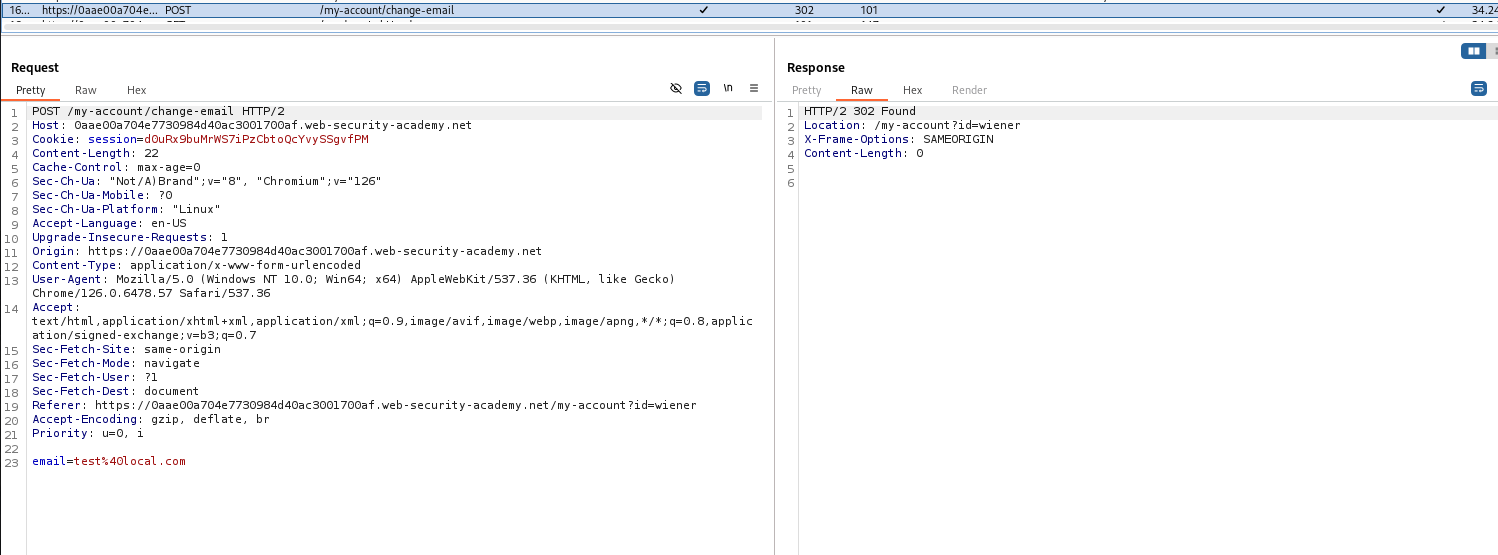 16... https://0aae00a704e... POST /my-account/change-email 302 101 34.24
Request
Pretty Raw Hex \n
1 POST /my-account/change-email HTTP/2
2 Host: 0aae00a704e7730984d40ac3001700af.web-security-academy.net
3 Cookie: session=d0uRx9buMrWS7iPzCbtoQcYvySSgvfPM
4 Content-Length: 22
5 Cache-Control: max-age=0
6 Sec-Ch-Ua: "Not/A)Brand";v="8", "Chromium";v="126"
7 Sec-Ch-Ua-Mobile: ?0
8 Sec-Ch-Ua-Platform: "Linux"
9 Accept-Language: en-US
10 Upgrade-Insecure-Requests: 1
11 Origin: https://0aae00a704e7730984d40ac3001700af.web-security-academy.net
12 Content-Type: application/x-www-form-urlencoded
13 User-Agent: Mozilla/5.0 (Windows NT 10.0; Win64; x64) AppleWebKit/537.36 (KHTML, like Gecko)
Chrome/126.0.6478.57 Safari/537.36
14 Accept:
text/html,application/xhtml+xml,application/xml;q=0.9,image/avif,image/webp,image/apng,*/*;q=0.8,applic
ation/signed-exchange;v=b3;q=0.7
15 Sec-Fetch-Site: same-origin
16 Sec-Fetch-Mode: navigate
17 Sec-Fetch-User: ?1
18 Sec-Fetch-Dest: document
19 Referer: https://0aae00a704e7730984d40ac3001700af.web-security-academy.net/my-account?id=wiener
20 Accept-Encoding: gzip, deflate, br
21 Priority: u=0, i
22
23 email=test%40local.com
Response
Pretty Raw Hex Render
1 HTTP/2 302 Found
2 Location: /my-account?id=wiener
3 X-Frame-Options: SAMEORIGIN
4 Content-Length: 0
5
6